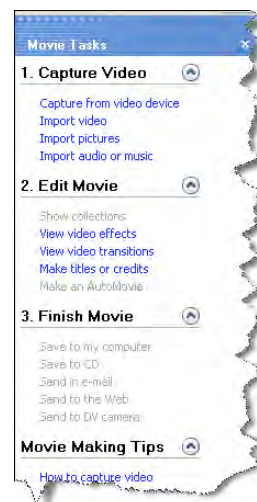 Movie Tasks
1. Capture Video
Capture from video device
Import video
Import pictures
Import audio or music
2. Edit Movie
Show collections
View video effects
View video transitions
Make titles or credits
Make an AutoMovie
3. Finish Movie
Save to my computer
Save to CD
Send in e-mail
Send to the Web
Send to DV camera
Movie Making Tips
How to capture video